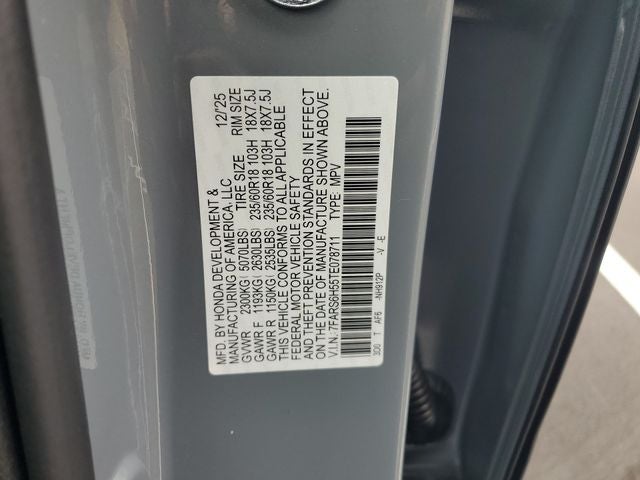 MFD. BY HONDA DEVELOPMENT & 12/'25
MANUFACTURING OF AMERICA, LLC
TIRE SIZE RIM SIZE
GVWR 2300KG ( 5070LBS)
GAWR F 1193KG ( 2630LBS) 235/60R18 103H 18X7.5J
GAWR R 1150KG ( 2535LBS) 235/60R18 103H 18X7.5J
THIS VEHICLE CONFORMS TO ALL APPLICABLE
FEDERAL MOTOR VEHICLE SAFETY
AND THEFT PREVENTION STANDARDS IN EFFECT
ON THE DATE OF MANUFACTURE SHOWN ABOVE.
V.I.N.: 7FARS6H55TE078711 TYPE: MPV
3D0 T AF6 -NH912P -V -E